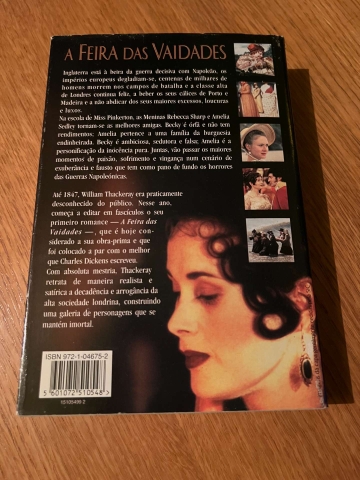 A FEIRA DAS VAIDADES
Inglaterra está à beira da guerra decisiva com Napoleão, os
impérios europeus degladiam-se, centenas de milhares de
homens morrem nos campos de batalha e a classe alta
de Londres continua feliz, a beber os seus cálices de Porto e
Madeira e a não abdicar dos seus maiores excessos, loucuras
e luxos.
Na escola de Miss Pinkerton, as Meninas Rebecca Sharp e Amelia
Sedley tornam-se as melhores amigas. Becky é órfã e não tem
rendimentos; Amelia pertence a uma família da burguesia
endinheirada. Becky é ambiciosa, sedutora e falsa; Amelia é a
personificação da inocência pura. Juntas, vão passar os maiores
momentos de paixão, sofrimento e vingança num cenário de
exuberância e fausto que tem como pano de fundo os horrores
das Guerras Napoleónicas.
Até 1847, William Thackeray era praticamente
desconhecido do público. Nesse ano,
começa a editar em fascículos o seu
primeiro romance — A Feira das
Vaidades —, que é hoje con-
siderado a sua obra-prima e que
foi colocado a par com o melhor
que Charles Dickens escreveu.
Com absoluta mestria, Thackeray
retrata de maneira realista e
satírica a decadência e arrogância da
alta sociedade londrina, construindo
uma galeria de personagens que se
mantém imortal.
ISBN 972-1-04675-2
5 601072 510548